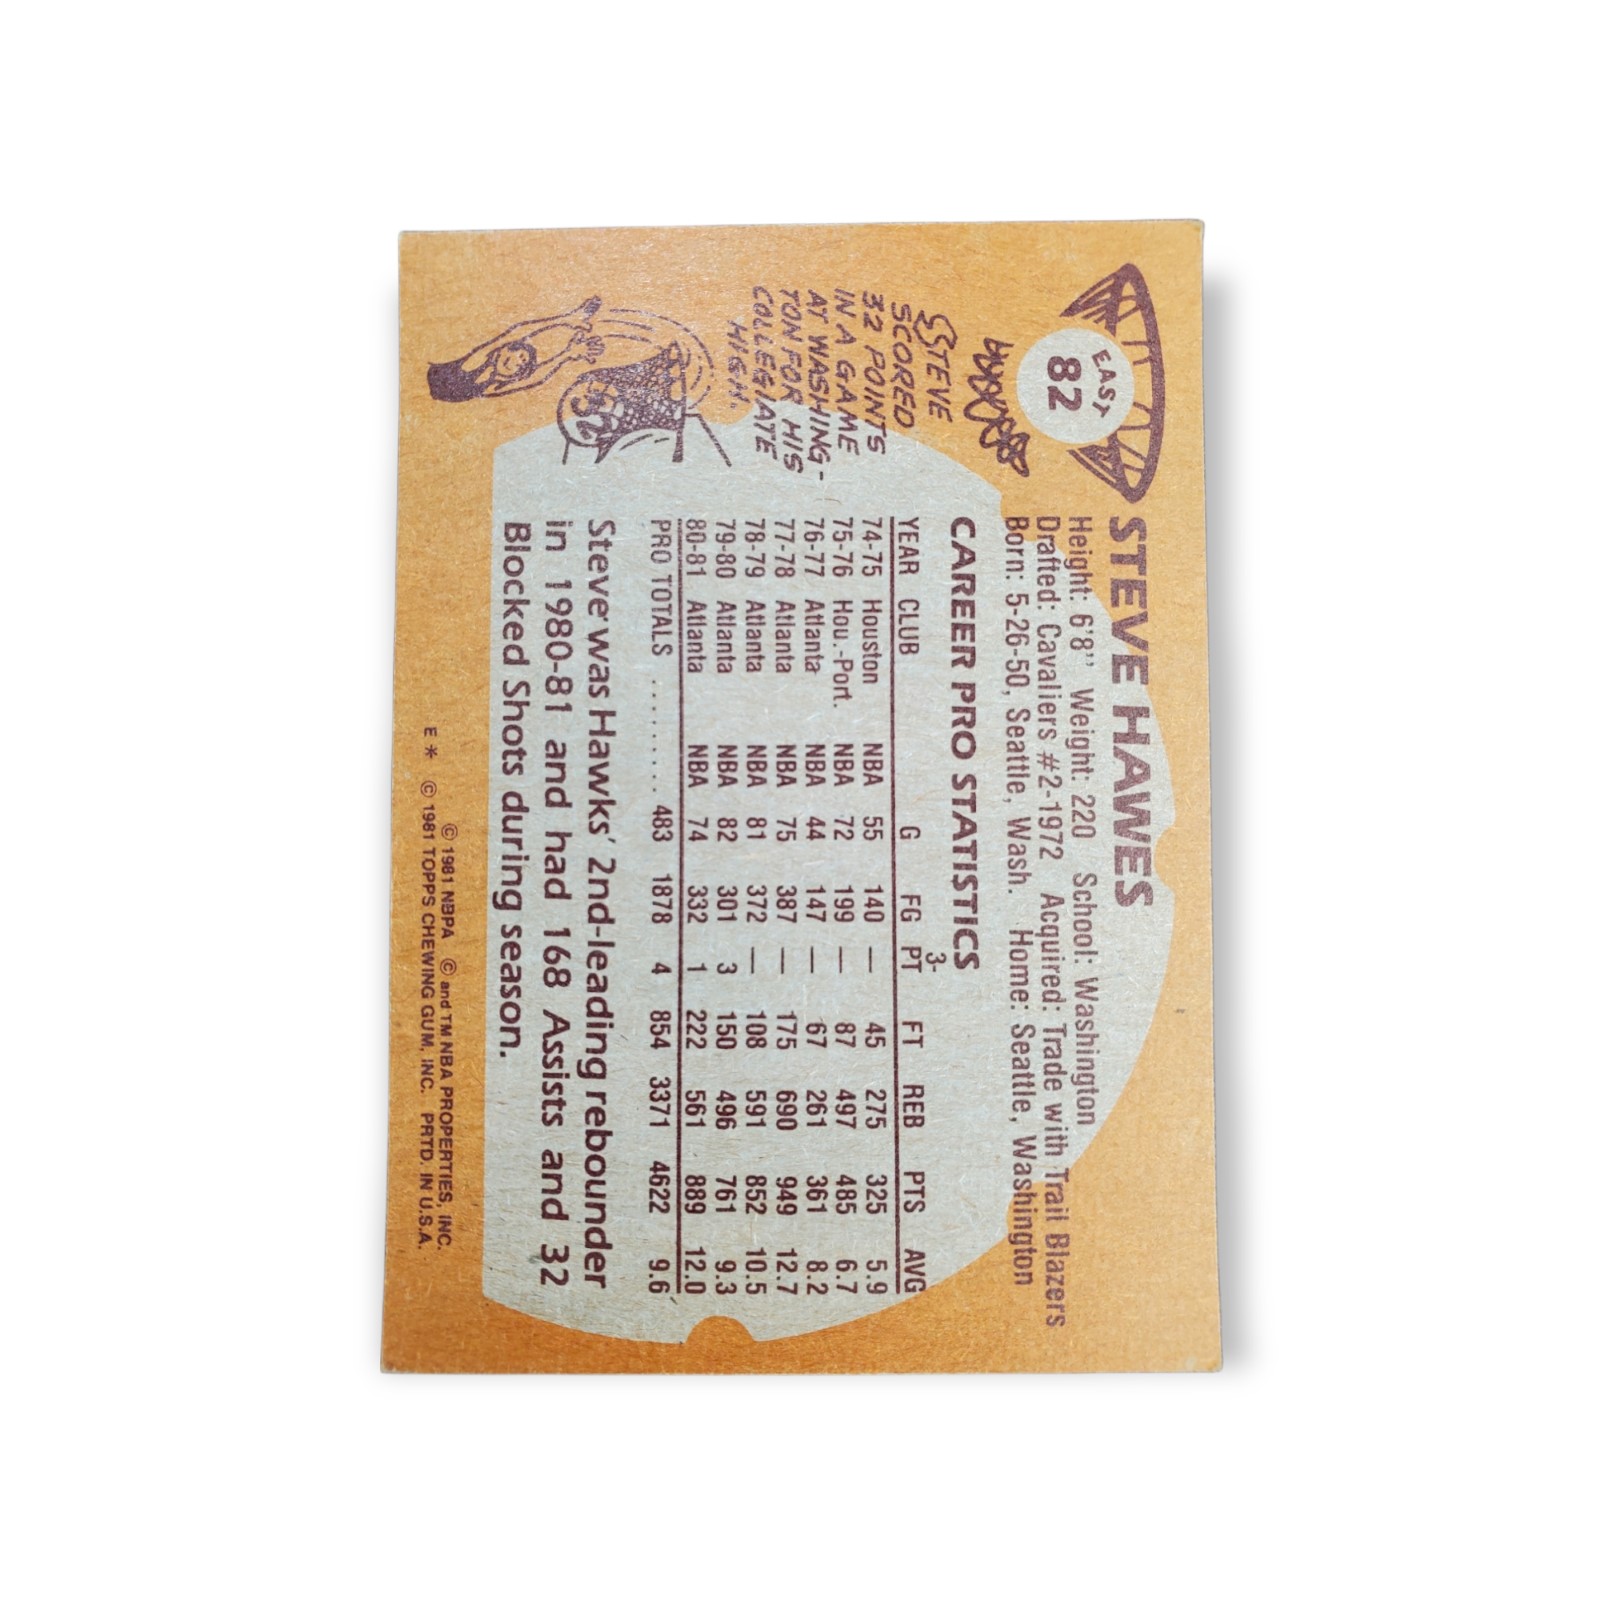 EAST
82
STEVE HAWES
Height: 6'8" Weight: 220 School: Washington
Drafted: Cavaliers #2-1972 Acquired: Trade with Trail Blazers
Born: 5-26-50, Seattle, Wash. Home: Seattle, Washington
STEVE
SCORED
32 POINTS
IN A GAME
AT WASHING-
TON FOR HIS
COLLEGIATE
HIGH.
32
CAREER PRO STATISTICS
YEAR CLUB G FG 3-PT FT REB PTS AVG
74-75 Houston NBA 55 140 — 45 275 325 5.9
75-76 Hou.-Port. NBA 72 199 — 87 497 485 6.7
76-77 Atlanta NBA 44 147 — 67 261 361 8.2
77-78 Atlanta NBA 75 387 — 175 690 949 12.7
78-79 Atlanta NBA 81 372 — 108 591 852 10.5
79-80 Atlanta NBA 82 301 3 150 496 761 9.3
80-81 Atlanta NBA 74 332 1 222 561 889 12.0
PRO TOTALS .......... 483 1878 4 854 3371 4622 9.6
Steve was Hawks' 2nd-leading rebounder
in 1980-81 and had 168 Assists and 32
Blocked Shots during season.
© 1981 NBPA © and TM NBA PROPERTIES, INC.
E * © 1981 TOPPS CHEWING GUM, INC. PRTD. IN U.S.A.